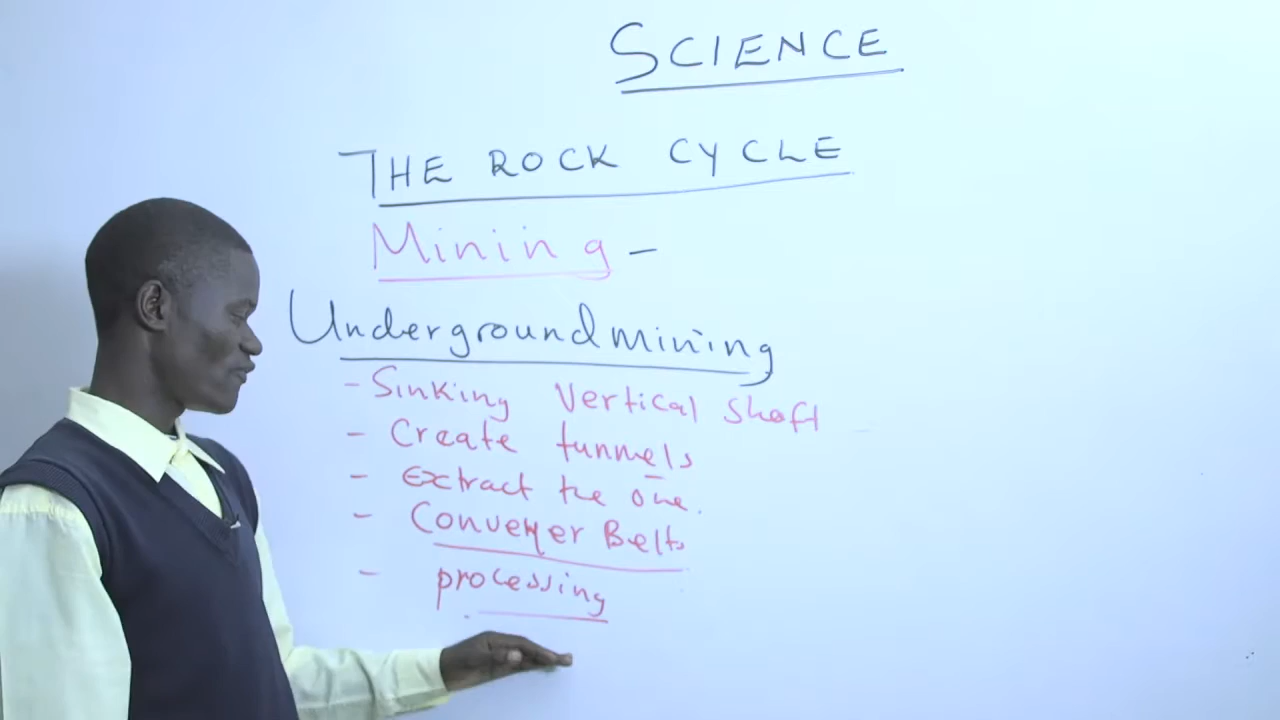 SCIENCE
THE ROCK CYCLE
Mining -
Undergroundmining
- Sinking Vertical Shaft
- Create tunnels
- Extract the ore.
- Conveyer Belts
- processing